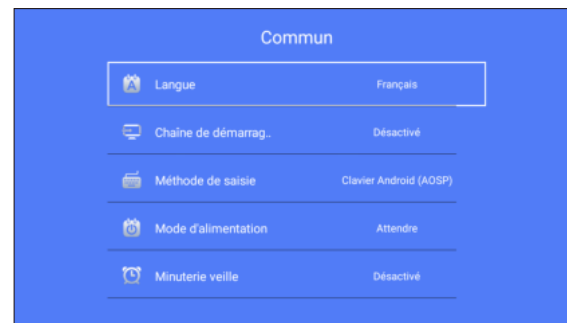 Commun
Langue Français
Chaîne de démarrag.. Désactivé
Méthode de saisie Clavier Android (AOSP)
Mode d'alimentation Attendre
Minuterie veille Désactivé